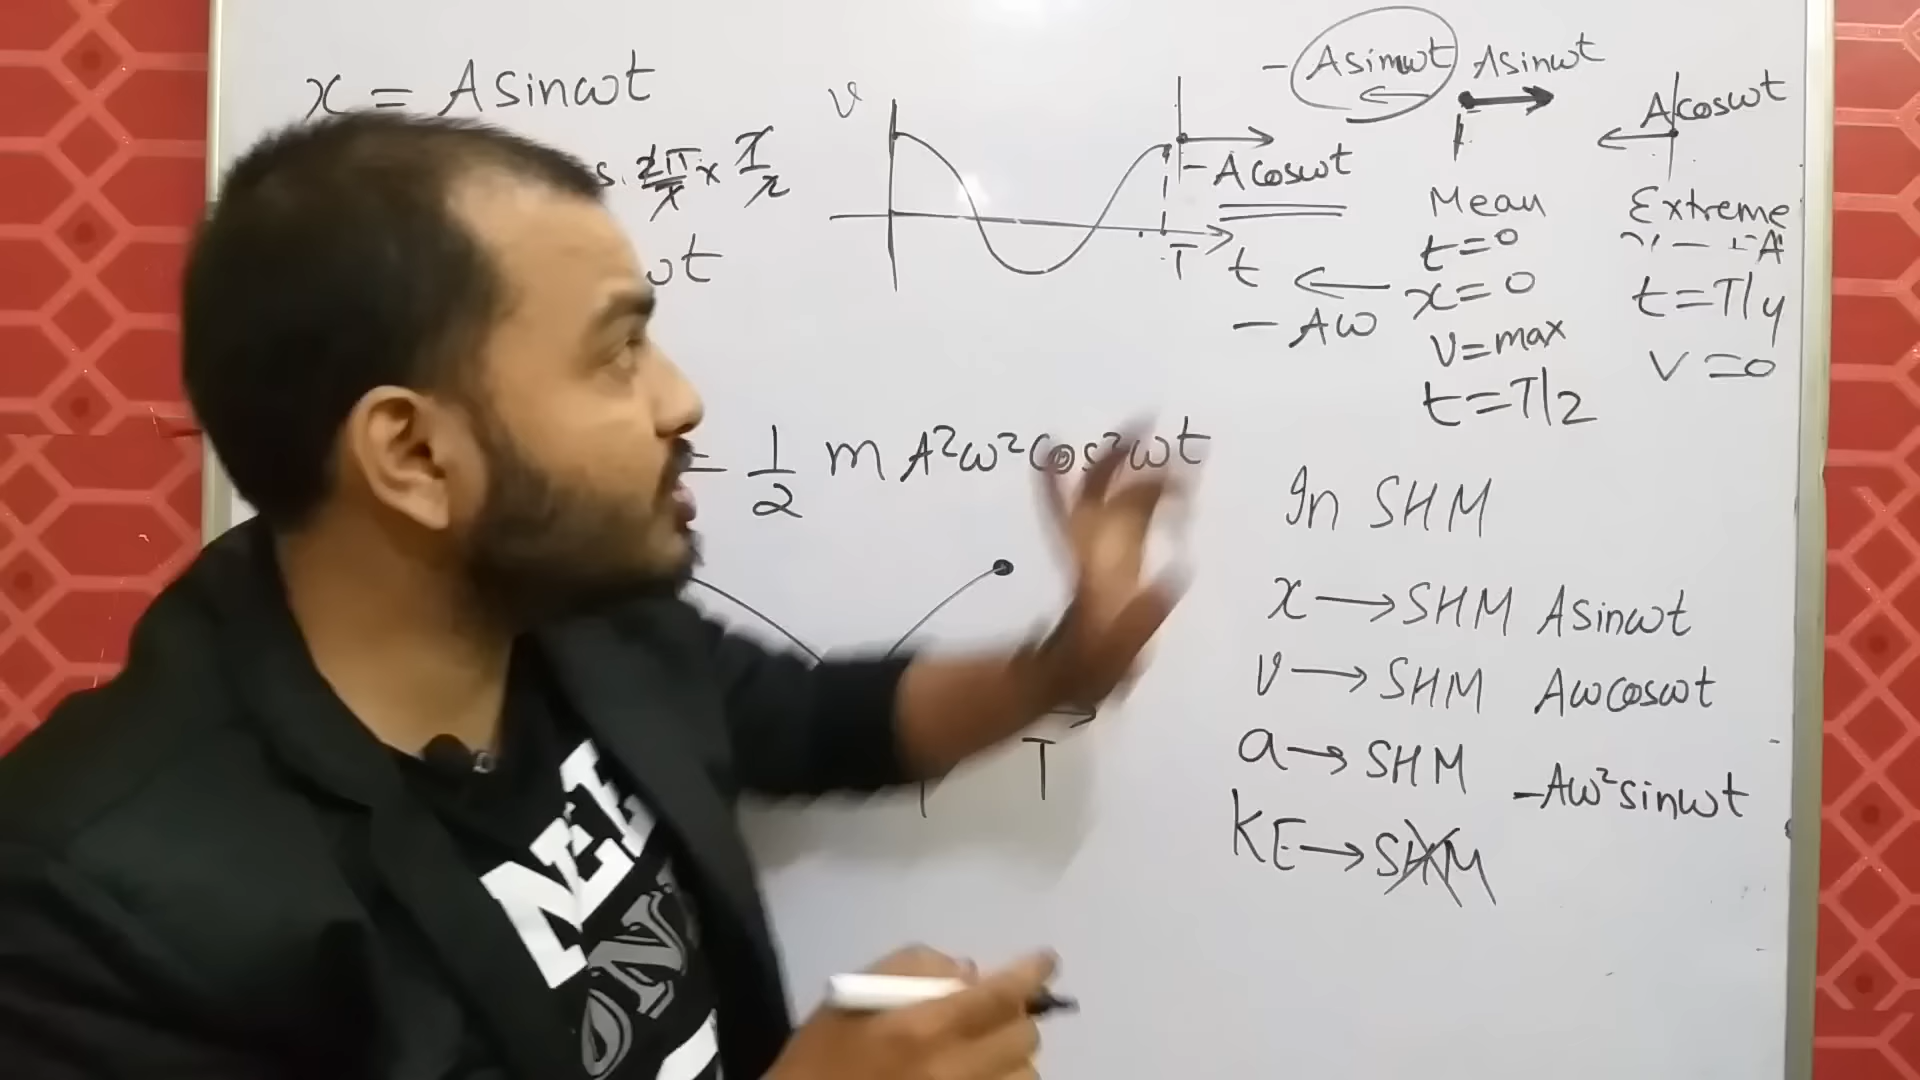 x = Asinωt
s. 2π/T × T/2
ωt
v
T
t
- Asinωt
Asinωt
Acosωt
- Acosωt
- Aω
Mean
t=0
x=0
v=max
t=T/2
Extreme
t=T/4
v=0
= 1/2 mA²ω²cos²ωt
In SHM
x → SHM Asinωt
v → SHM Aωcosωt
a → SHM -Aω²sinωt
KE → SHM
T